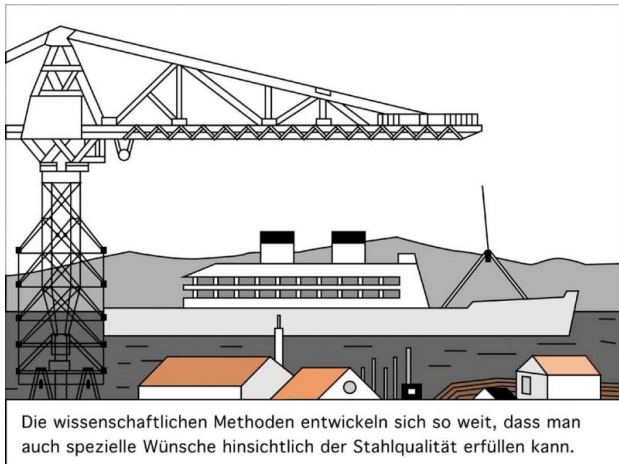 Die wissenschaftlichen Methoden entwickeln sich so weit, dass man
auch spezielle Wünsche hinsichtlich der Stahlqualität erfüllen kann.